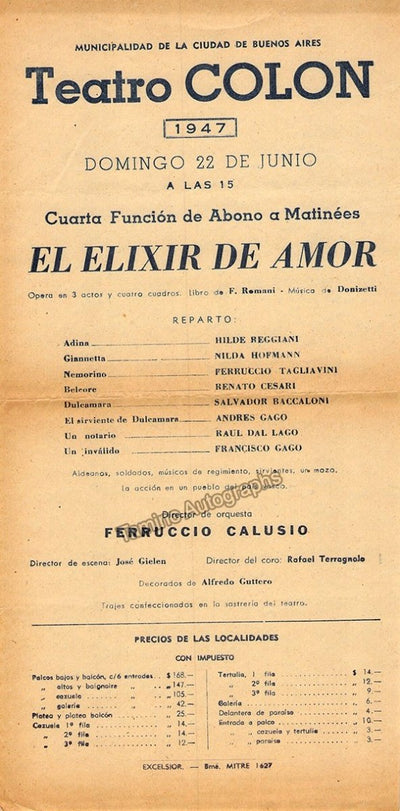 MUNICIPALIDAD DE LA CIUDAD DE BUENOS AIRES
Teatro COLON
1947
DOMINGO 22 DE JUNIO
A LAS 15
Cuarta Función de Abono a Matinées
EL ELIXIR DE AMOR
Opera en 3 actos y cuatro cuadros. Libro de F. Romani - Música de Donizetti
REPARTO:
Adina HILDE REGGIANI
Giannetta NILDA HOFMANN
Nemorino FERRUCCIO TAGLIAVINI
Belcore RENATO CESARI
Dulcamara SALVADOR BACCALONI
El sirviente de Dulcamara ANDRES GAGO
Un notario RAUL DAL LAGO
Un inválido FRANCISCO GAGO
Aldeanos, soldados, músicos de regimiento, sirvientes, un mozo.
La acción en un pueblo del país vasco.
Tamino Autographs
Director de orquesta
FERRUCCIO CALUSIO
Director de escena: José Gielen Director del coro: Rafael Terragnolo
Decorados de Alfredo Guttero
Trajes confeccionados en la sastrería del teatro.
PRECIOS DE LAS LOCALIDADES
CON IMPUESTO
Palcos bajos y balcón, c/6 entradas $ 168.—
„ altos y baignoire „ „ 147.—
„ cazuela „ „ 105.—
„ galería „ „ 42.—
Platea y platea balcón „ 25.—
Cazuela 1ª fila „ 14.—
„ 2ª fila „ 14.—
„ 3ª fila „ 12.—
Tertulia, 1 fila $ 14.—
„ 2ª fila „ 12.—
„ 3ª fila „ 9.—
Galería „ 6.—
Delantera de paraíso „ 4.—
Entrada a palco „ 10.—
„ cazuela y tertulia „ 3.—
„ paraíso „ 3.—
EXCELSIOR. — Bmé. MITRE 1627